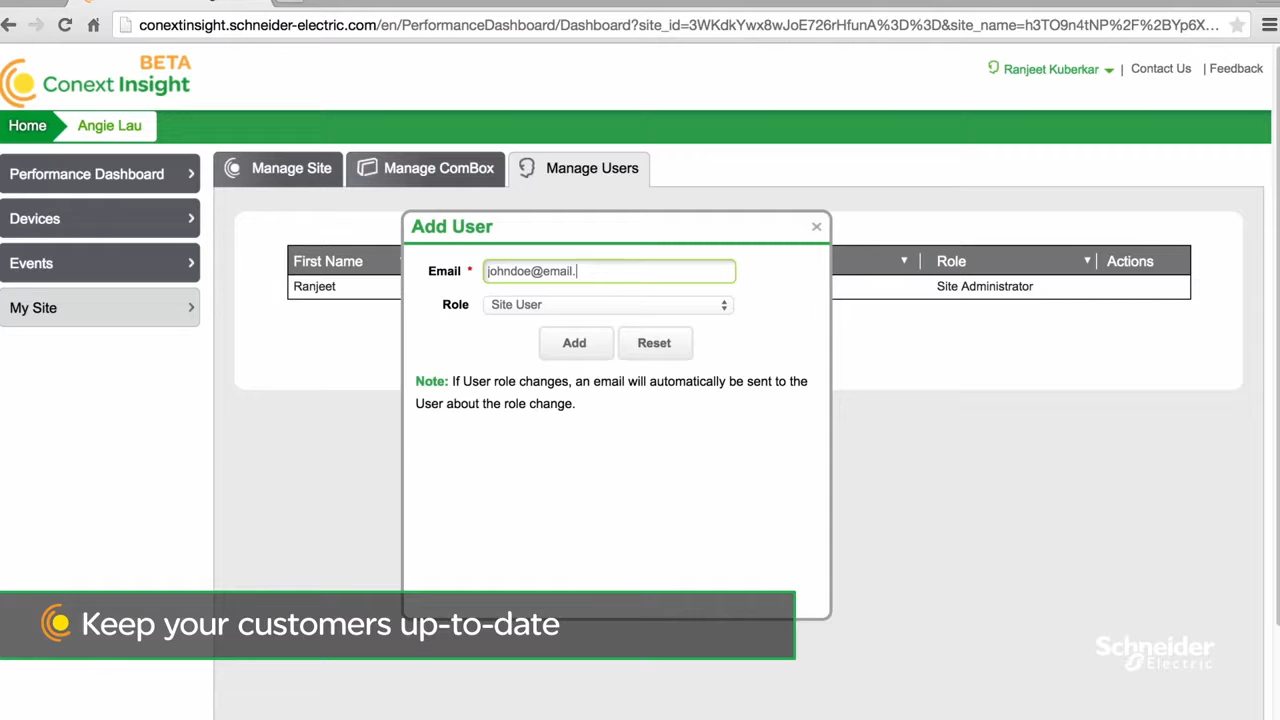 conextinsight.schneider-electric.com/en/PerformanceDashboard/Dashboard?site_id=3WKdkYwx8wJoE726rHfunA%3D%3D&site_name=h3TO9n4tNP%2F%2BYp6X...
BETA
Conext Insight
Ranjeet Kuberkar | Contact Us | Feedback
Home Angie Lau
Performance Dashboard
Devices
Events
My Site
Manage Site Manage ComBox Manage Users
Add User ×
First Name Role Actions
Ranjeet Site Administrator
Email * johndoe@email.
Role Site User
Add Reset
Note: If User role changes, an email will automatically be sent to the
User about the role change.
Keep your customers up-to-date
Schneider
Electric